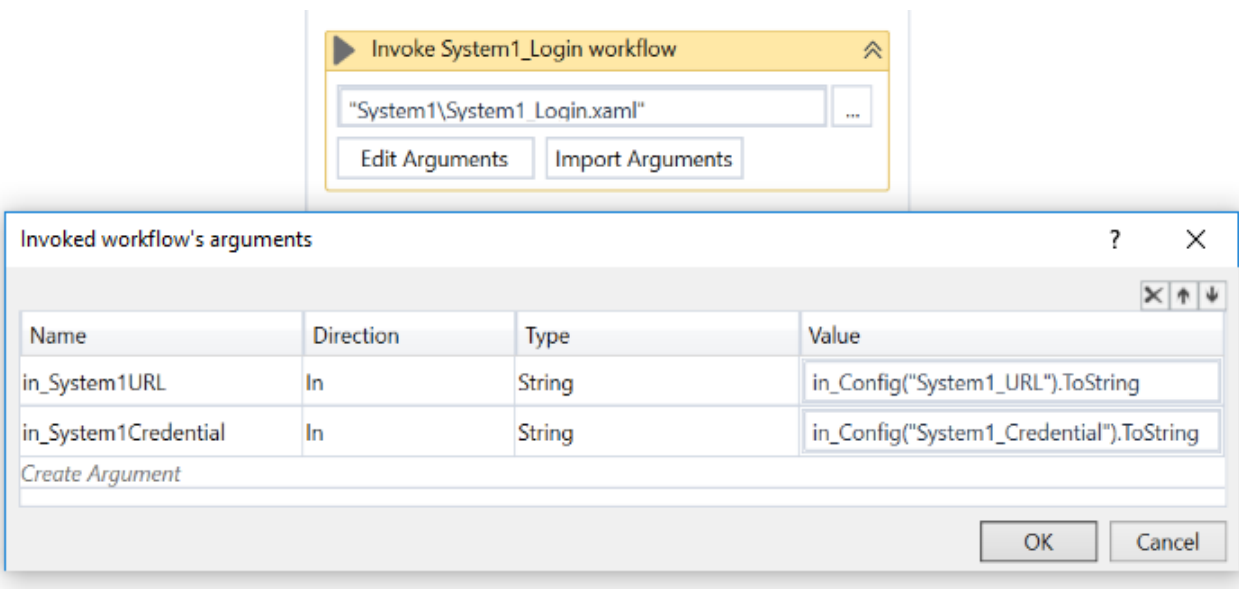 Invoke System1_Login workflow
"System1\System1_Login.xaml"
...
Edit Arguments Import Arguments
Invoked workflow's arguments ?
Name Direction Type Value
in_System1URL In String in_Config("System1_URL").ToString
in_System1Credential In String in_Config("System1_Credential").ToString
Create Argument
OK Cancel